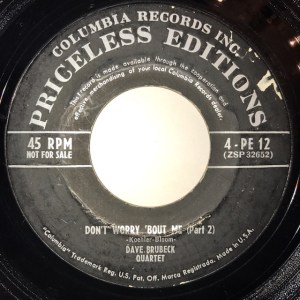 COLUMBIA RECORDS INC.
PRICELESS EDITIONS
This record is made available through the cooperation and
effective merchandising of your local Columbia Records dealer
45 RPM
NOT FOR SALE
4 - PE 12
(ZSP 32652)
DON'T WORRY 'BOUT ME (Part 2)
-Koehler-Bloom-
DAVE BRUBECK
QUARTET
"Columbia" Trademark Reg. U.S. Pat. Off. Marca Registrada. Made in U.S.A.